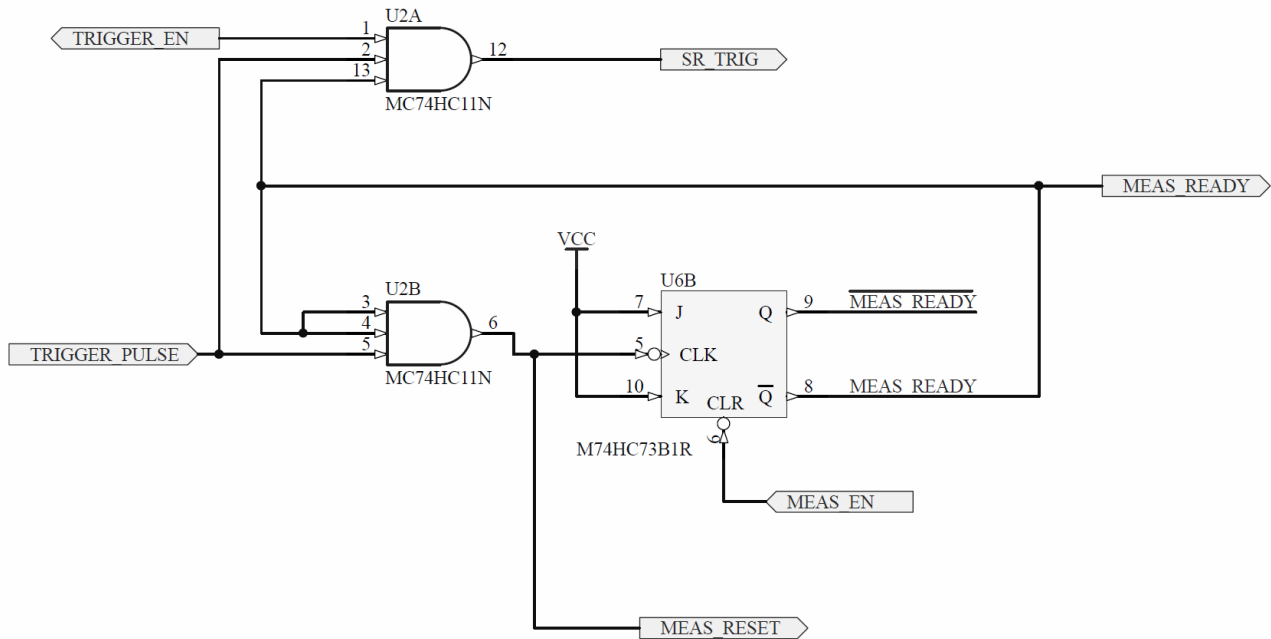 U2A
TRIGGER_EN
1
2
13
12
SR_TRIG
MC74HC11N
MEAS_READY
VCC
U2B
U6B
3
4
5
6
7
J
Q
9
MEAS_READY
TRIGGER_PULSE
5
CLK
MC74HC11N
10
K
CLR
Q
8
MEAS_READY
6
M74HC73B1R
MEAS_EN
MEAS_RESET